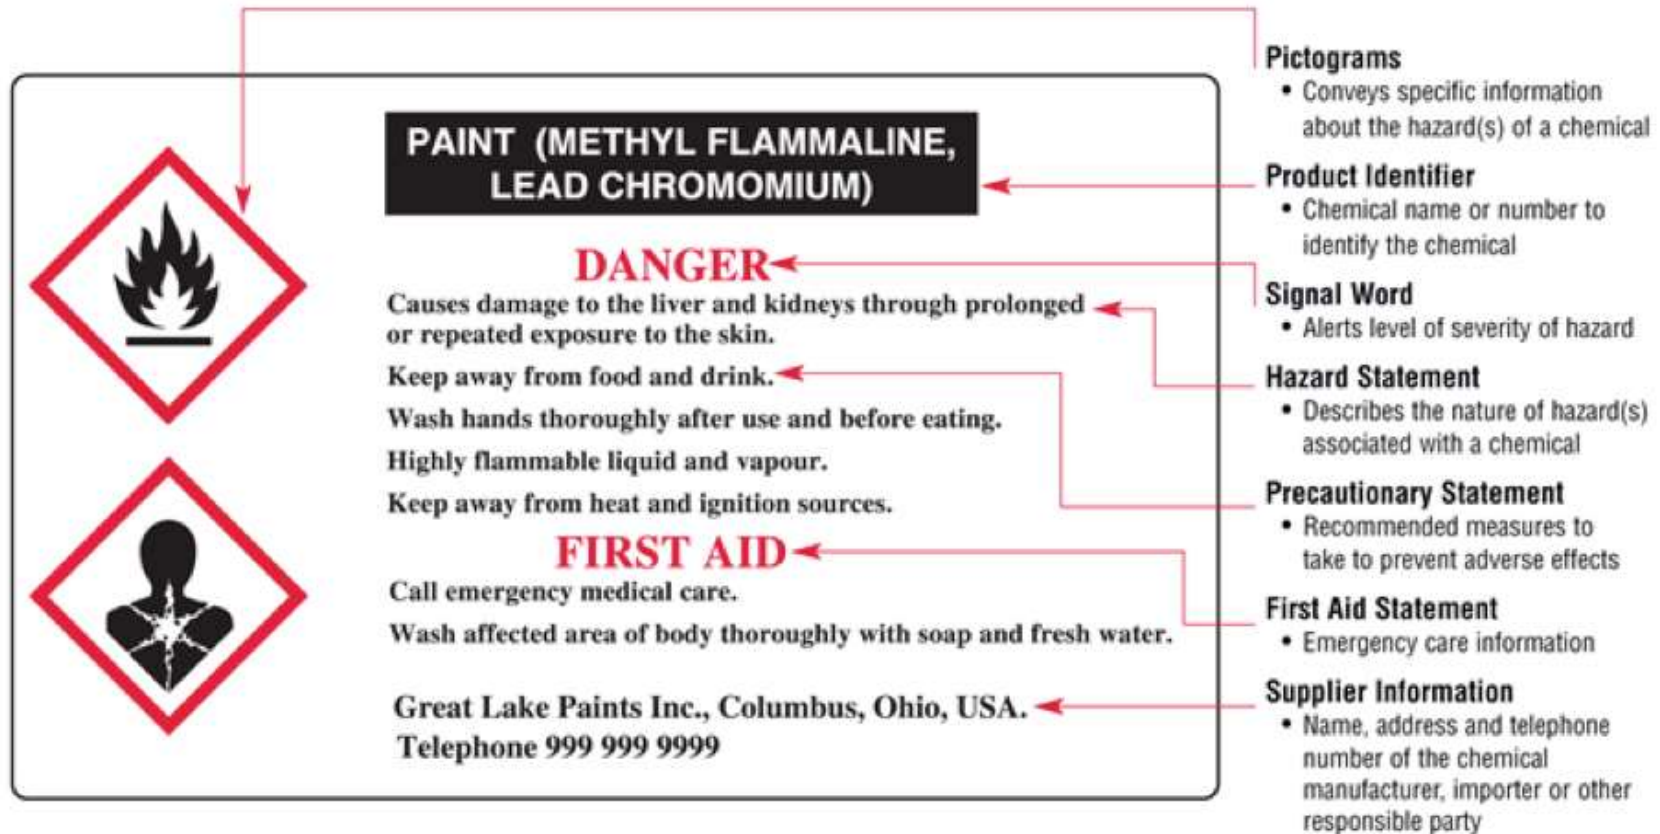 PAINT (METHYL FLAMMALINE,
LEAD CHROMOMIUM)
DANGER
Causes damage to the liver and kidneys through prolonged
or repeated exposure to the skin.
Keep away from food and drink.
Wash hands thoroughly after use and before eating.
Highly flammable liquid and vapour.
Keep away from heat and ignition sources.
FIRST AID
Call emergency medical care.
Wash affected area of body thoroughly with soap and fresh water.
Great Lake Paints Inc., Columbus, Ohio, USA.
Telephone 999 999 9999
Pictograms
• Conveys specific information
about the hazard(s) of a chemical
Product Identifier
• Chemical name or number to
identify the chemical
Signal Word
• Alerts level of severity of hazard
Hazard Statement
• Describes the nature of hazard(s)
associated with a chemical
Precautionary Statement
• Recommended measures to
take to prevent adverse effects
First Aid Statement
• Emergency care information
Supplier Information
• Name, address and telephone
number of the chemical
manufacturer, importer or other
responsible party